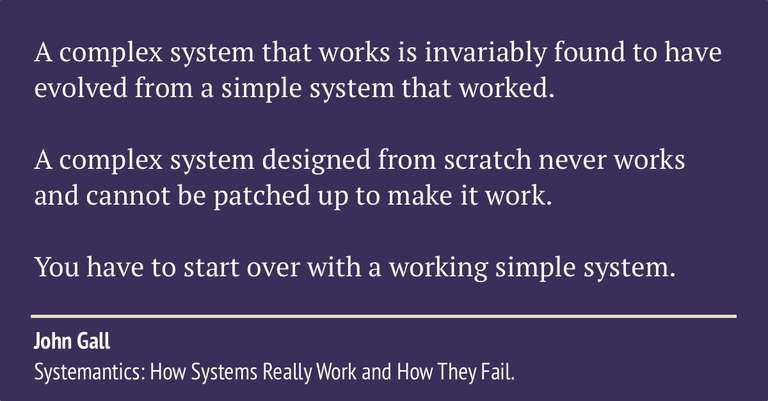 A complex system that works is invariably found to have
evolved from a simple system that worked.
A complex system designed from scratch never works
and cannot be patched up to make it work.
You have to start over with a working simple system.
John Gall
Systemantics: How Systems Really Work and How They Fail.